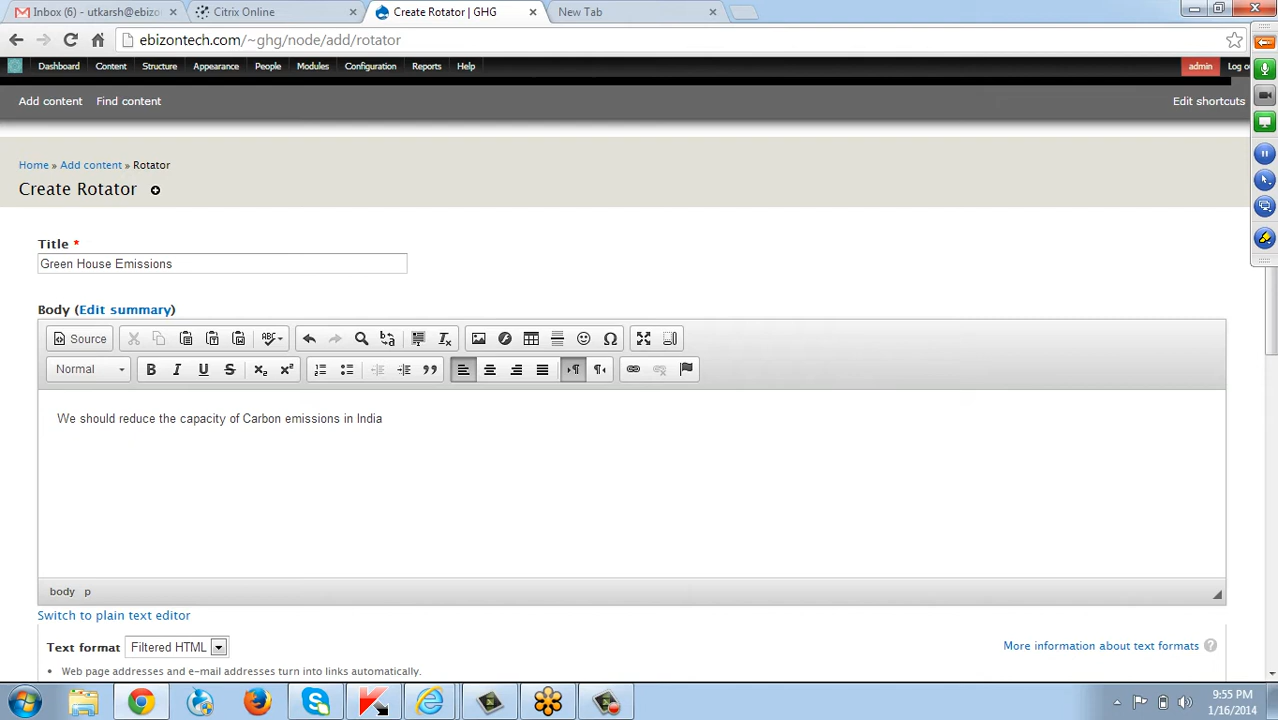 Inbox (6) - utkarsh@ebizo
Citrix Online
Create Rotator | GHG
New Tab
ebizontech.com/~ghg/node/add/rotator
Dashboard Content Structure Appearance People Modules Configuration Reports Help admin Log o
Add content Find content Edit shortcuts
Home » Add content » Rotator
Create Rotator
Title *
Green House Emissions
Body (Edit summary)
Source
Normal
We should reduce the capacity of Carbon emissions in India
body p
Switch to plain text editor
Text format Filtered HTML More information about text formats
Web page addresses and e-mail addresses turn into links automatically.
9:55 PM
1/16/2014